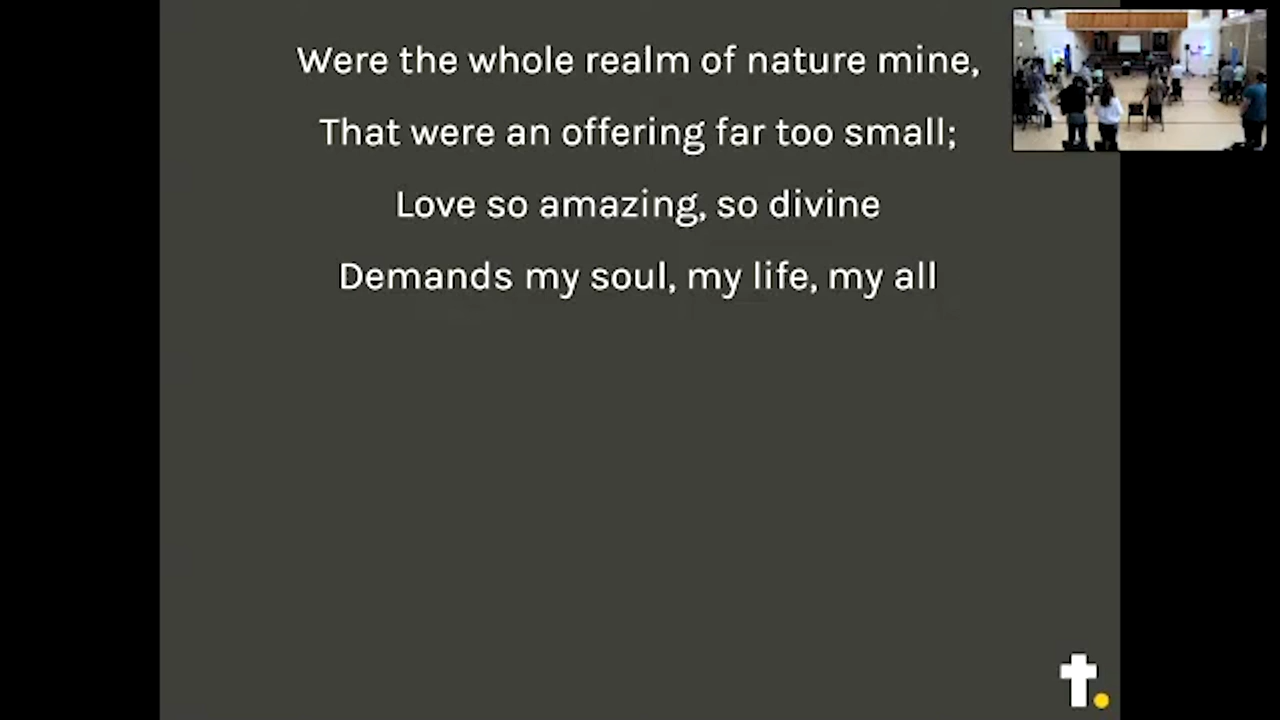 Were the whole realm of nature mine,
That were an offering far too small;
Love so amazing, so divine
Demands my soul, my life, my all